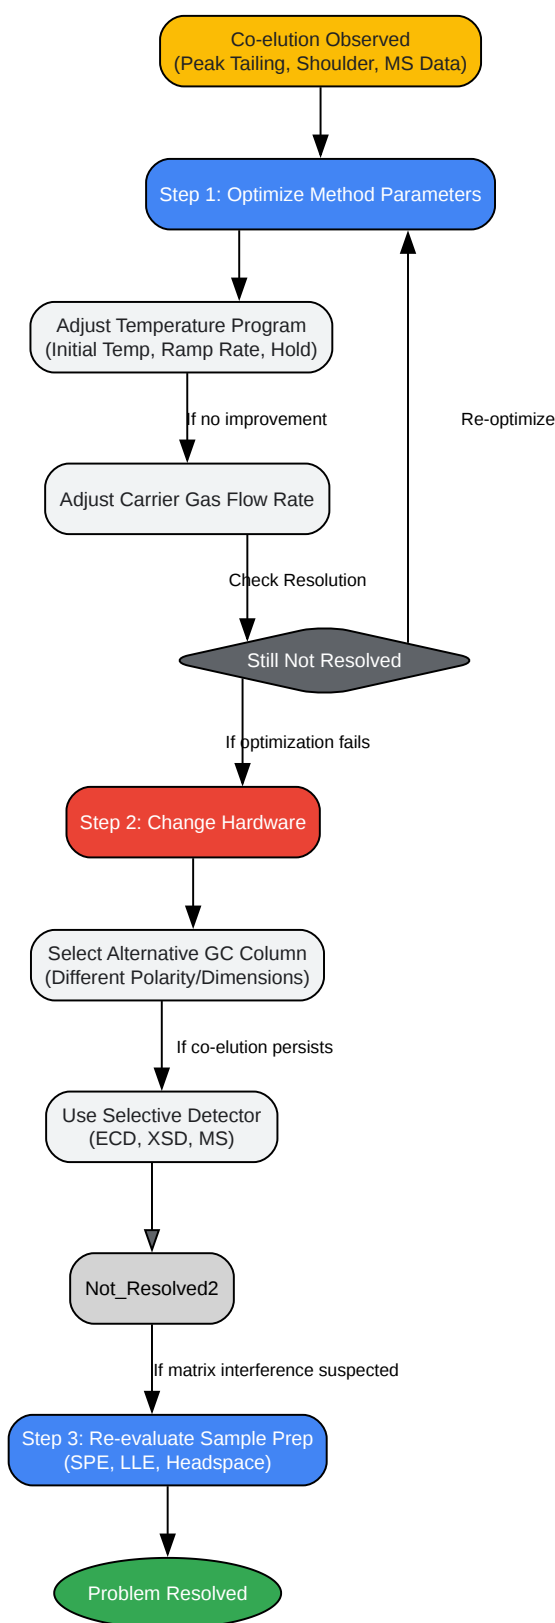 Co-elution Observed
(Peak Tailing, Shoulder, MS Data)
Step 1: Optimize Method Parameters
Adjust Temperature Program
(Initial Temp, Ramp Rate, Hold)
If no improvement
Re-optimize
Adjust Carrier Gas Flow Rate
Check Resolution
Still Not Resolved
If optimization fails
Step 2: Change Hardware
Select Alternative GC Column
(Different Polarity/Dimensions)
If co-elution persists
Use Selective Detector
(ECD, XSD, MS)
Not_Resolved2
If matrix interference suspected
Step 3: Re-evaluate Sample Prep
(SPE, LLE, Headspace)
Problem Resolved